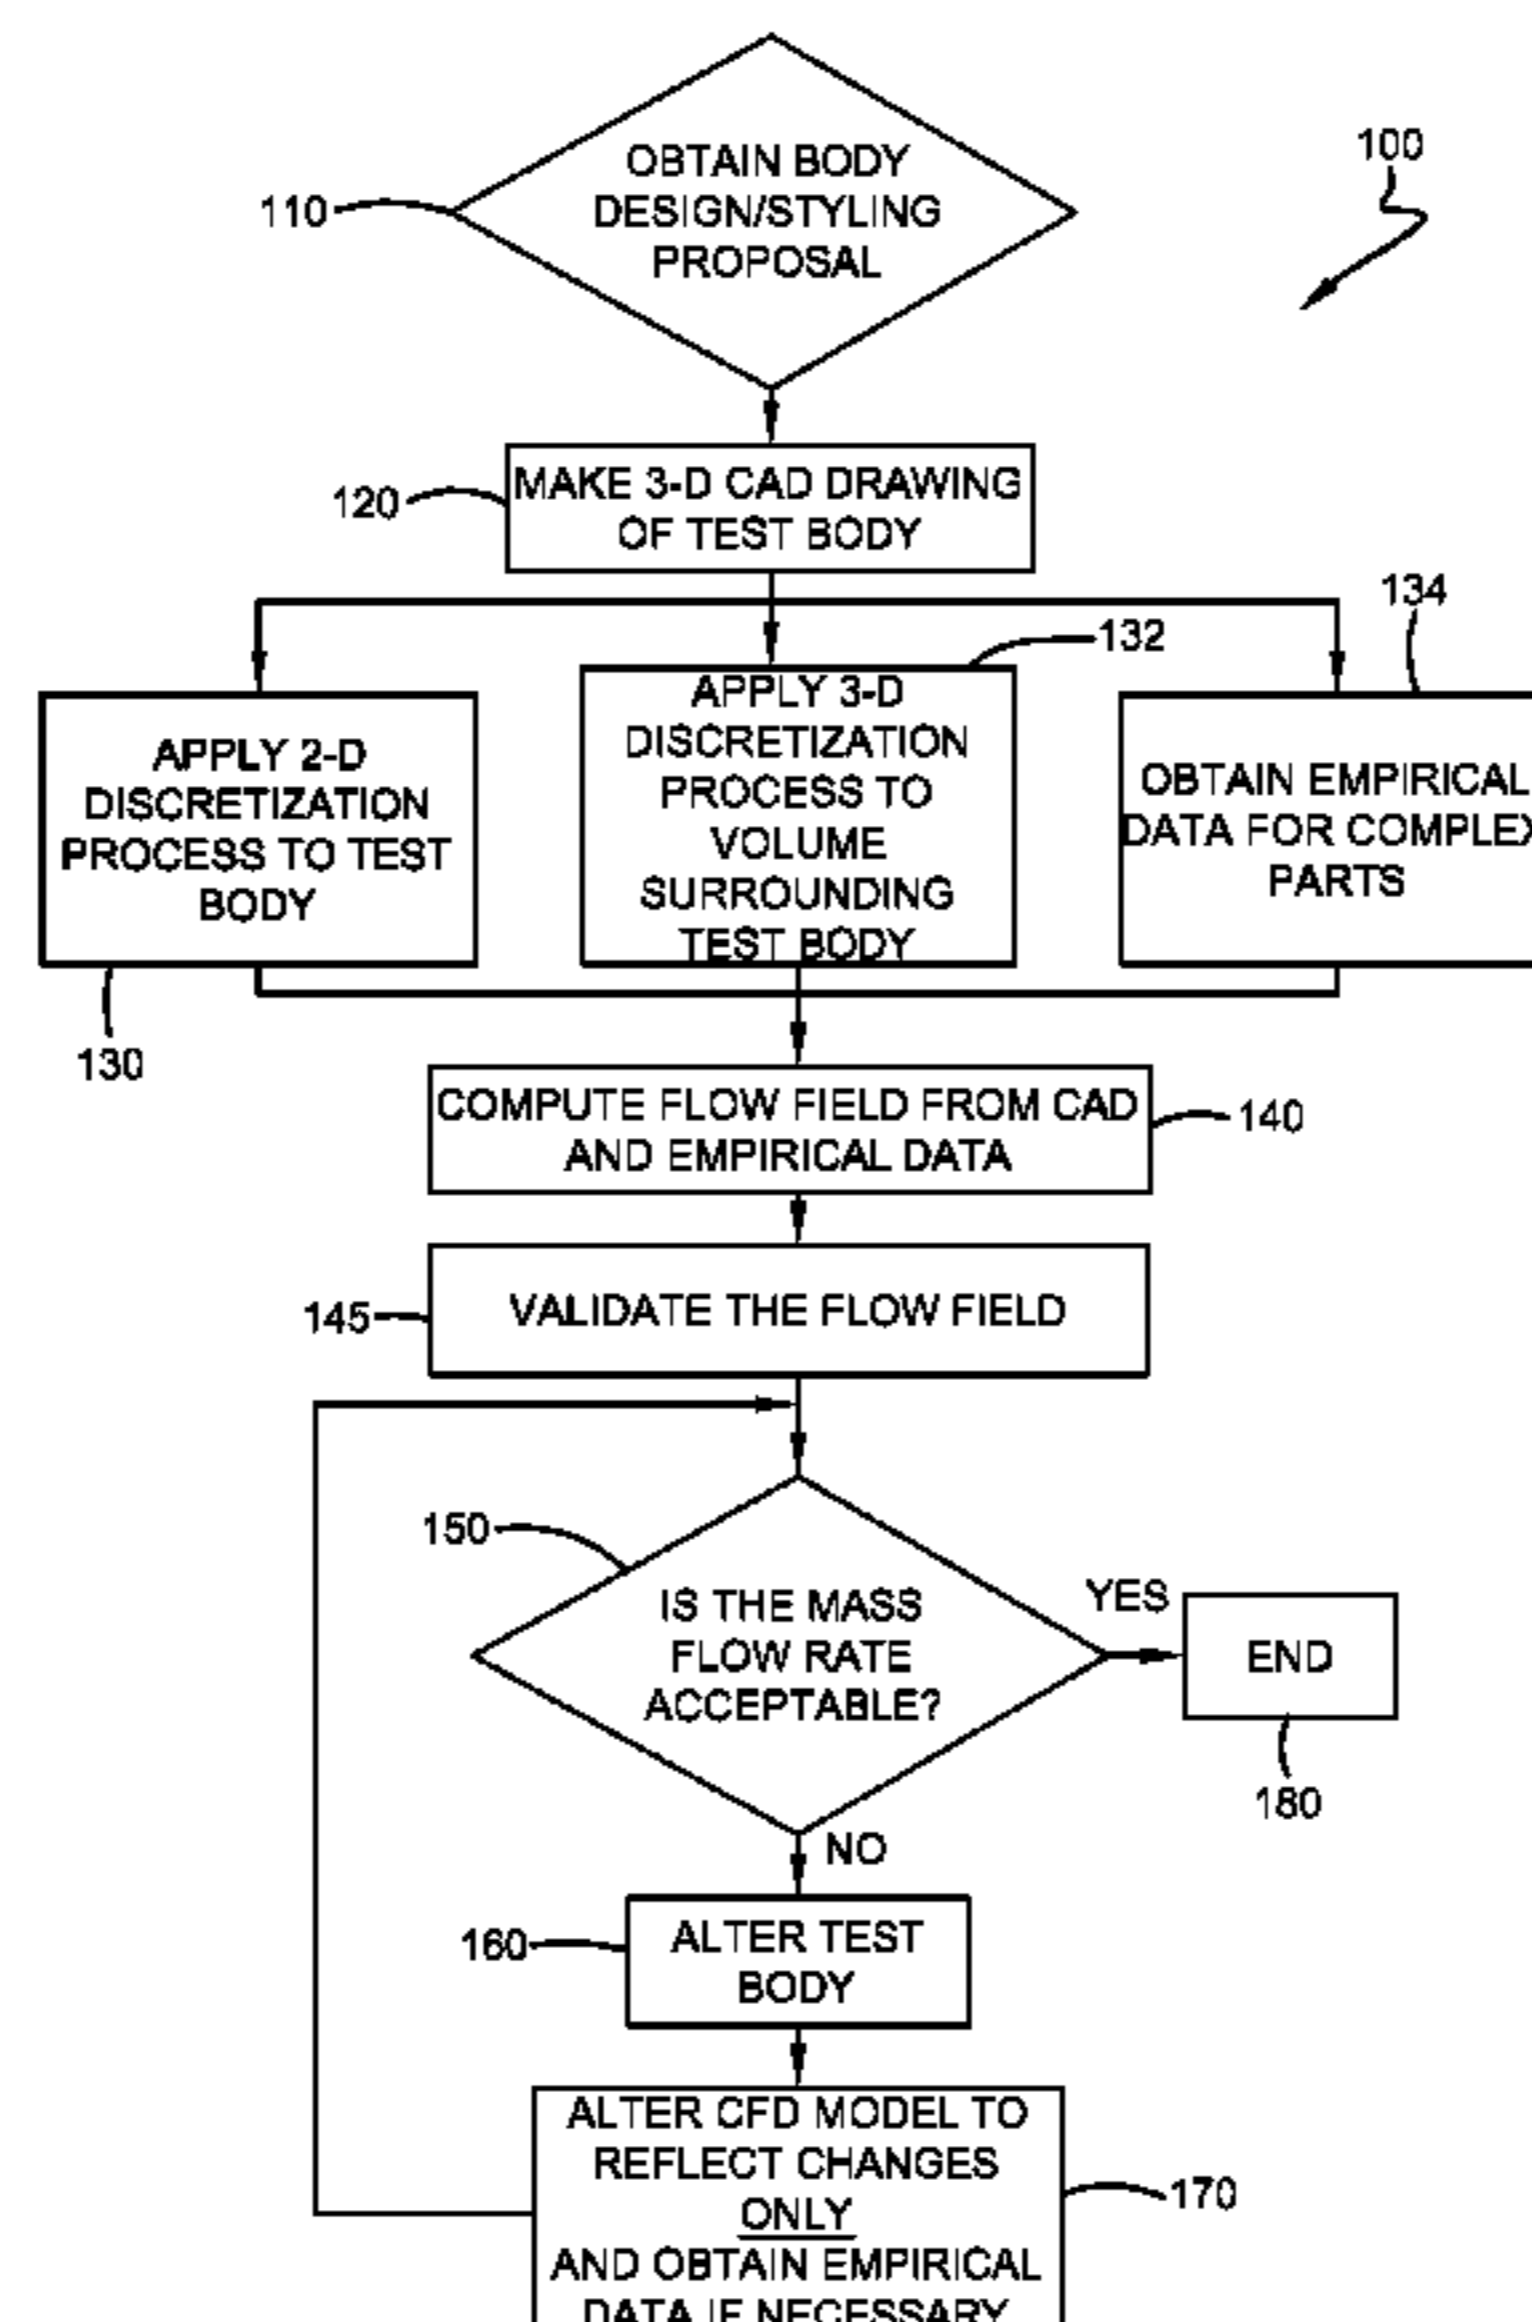 OBTAIN BODY
DESIGN/STYLING
PROPOSAL
110
100
MAKE 3-D CAD DRAWING
OF TEST BODY
120
134
132
APPLY 2-D
DISCRETIZATION
PROCESS TO TEST
BODY
130
APPLY 3-D
DISCRETIZATION
PROCESS TO
VOLUME
SURROUNDING
TEST BODY
OBTAIN EMPIRICAL
DATA FOR COMPLEX
PARTS
COMPUTE FLOW FIELD FROM CAD
AND EMPIRICAL DATA
140
145
VALIDATE THE FLOW FIELD
150
IS THE MASS
FLOW RATE
ACCEPTABLE?
YES
END
180
NO
160
ALTER TEST
BODY
ALTER CFD MODEL TO
REFLECT CHANGES
ONLY
AND OBTAIN EMPIRICAL
DATA IF NECESSARY
170